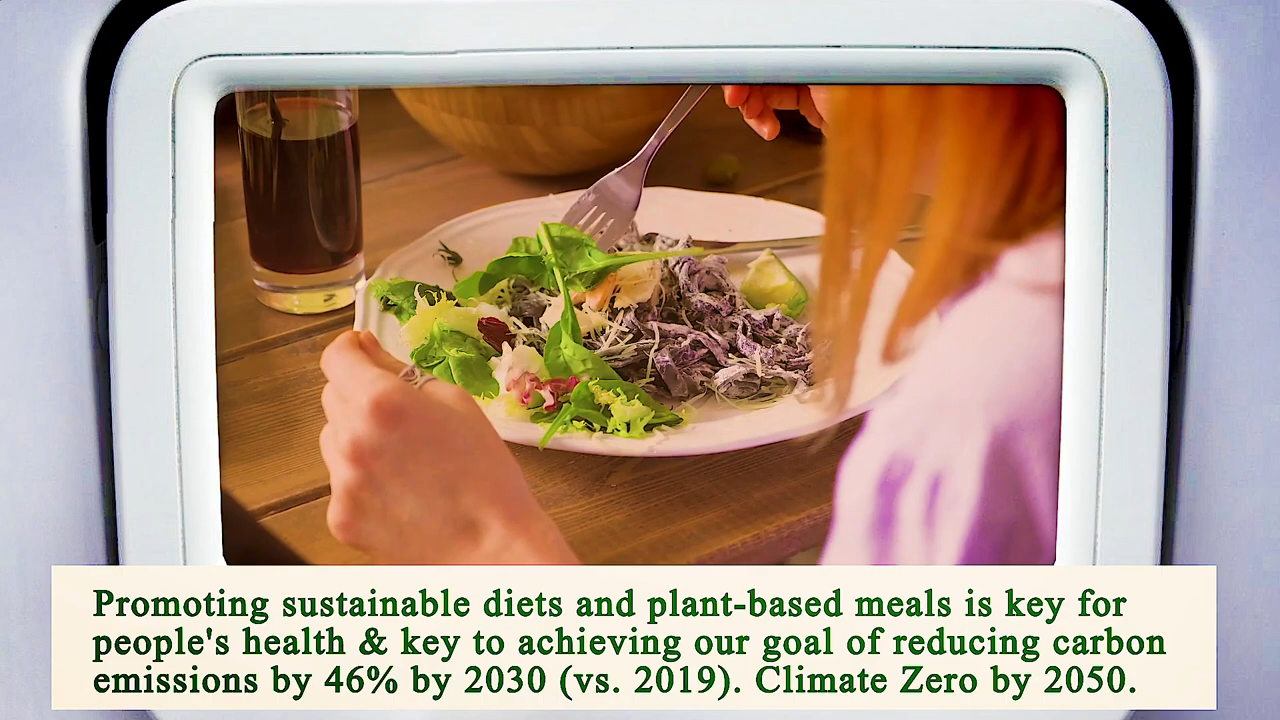 Promoting sustainable diets and plant-based meals is key for
people's health & key to achieving our goal of reducing carbon
emissions by 46% by 2030 (vs. 2019). Climate Zero by 2050.